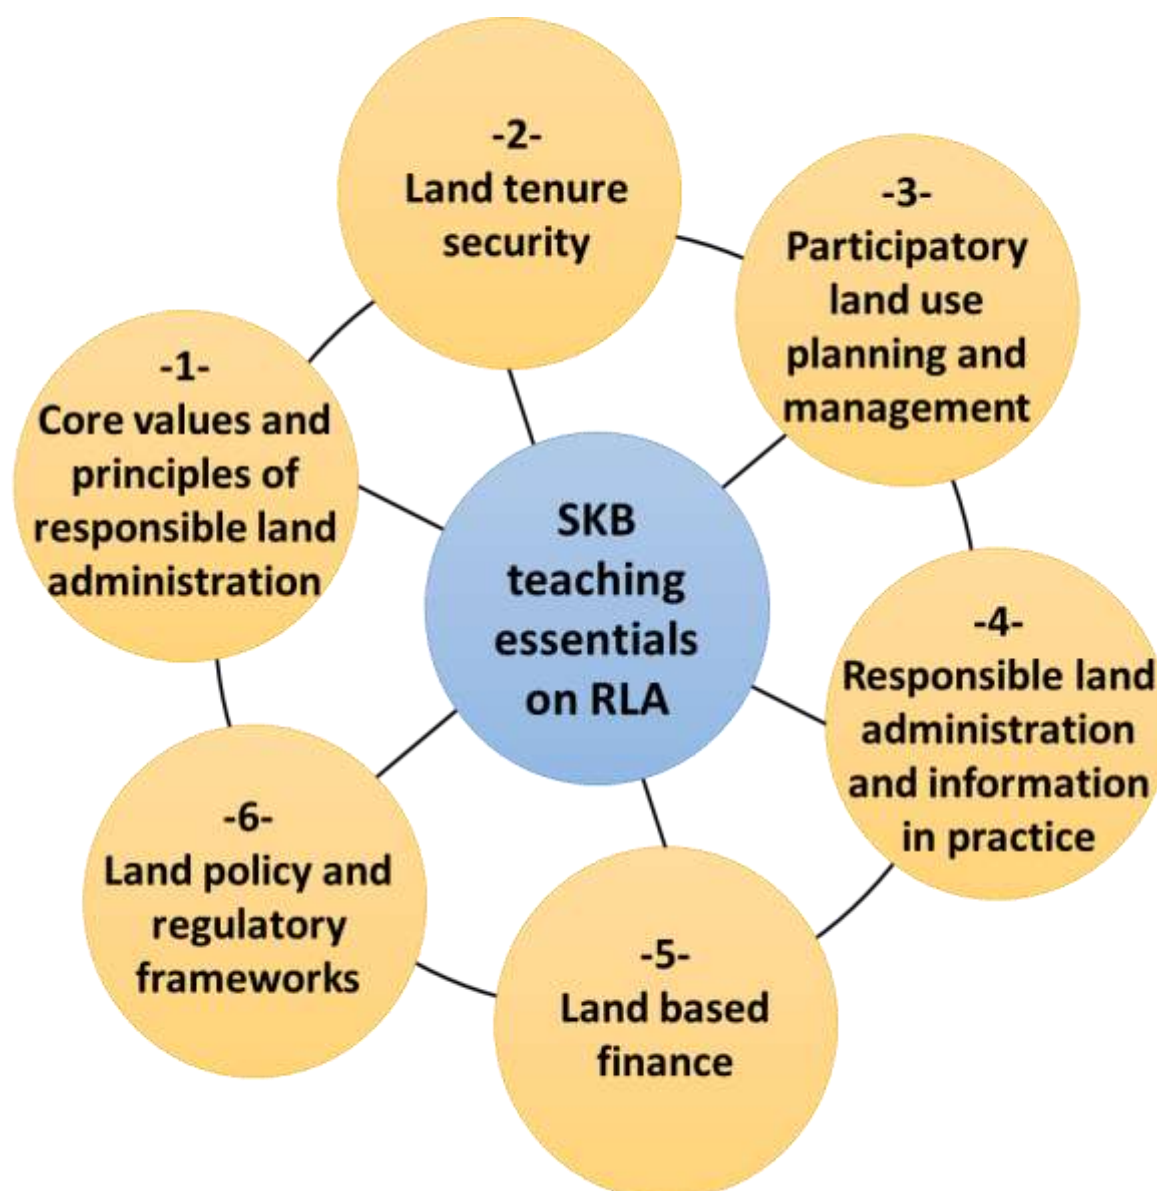 -1-
Core values and
principles of
responsible land
administration
-2-
Land tenure
security
-3-
Participatory
land use
planning and
management
-4-
Responsible land
administration
and information
in practice
-5-
Land based
finance
-6-
Land policy and
regulatory
frameworks
SKB
teaching
essentials
on RLA